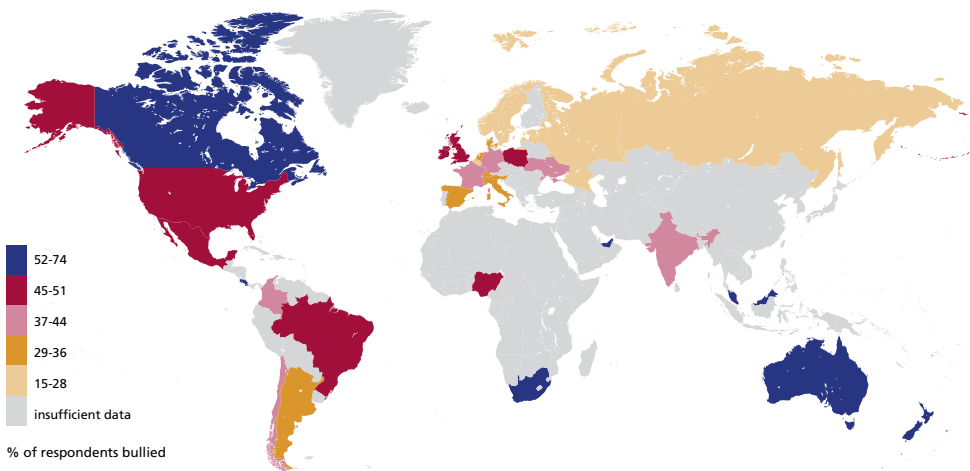 52-74
45-51
37-44
29-36
15-28
insufficient data
% of respondents bullied